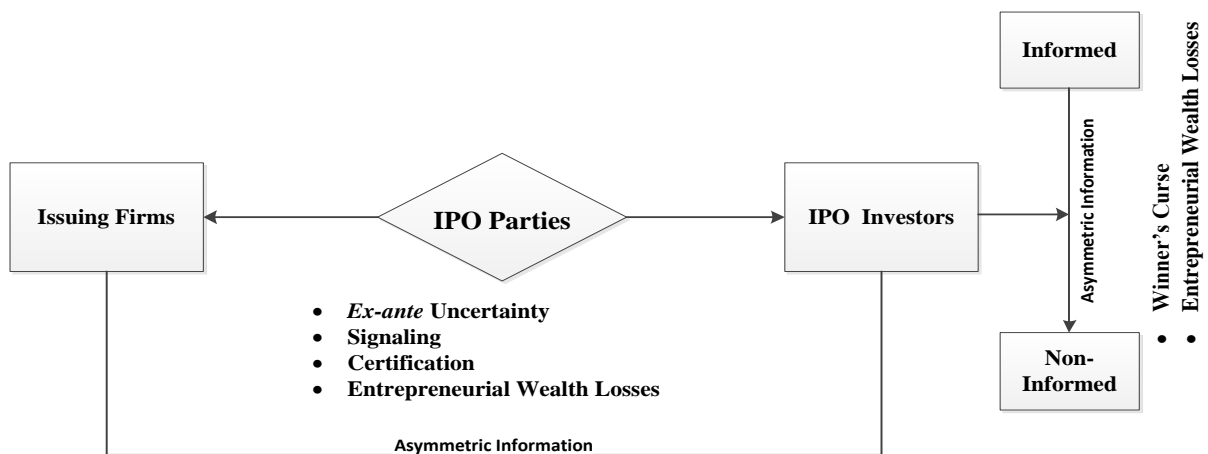 Informed
Issuing Firms
IPO Parties
IPO Investors
Asymmetric Information
• Winner's Curse
• Entrepreneurial Wealth Losses
• Ex-ante Uncertainty
• Signaling
• Certification
• Entrepreneurial Wealth Losses
Non-
Informed
Asymmetric Information